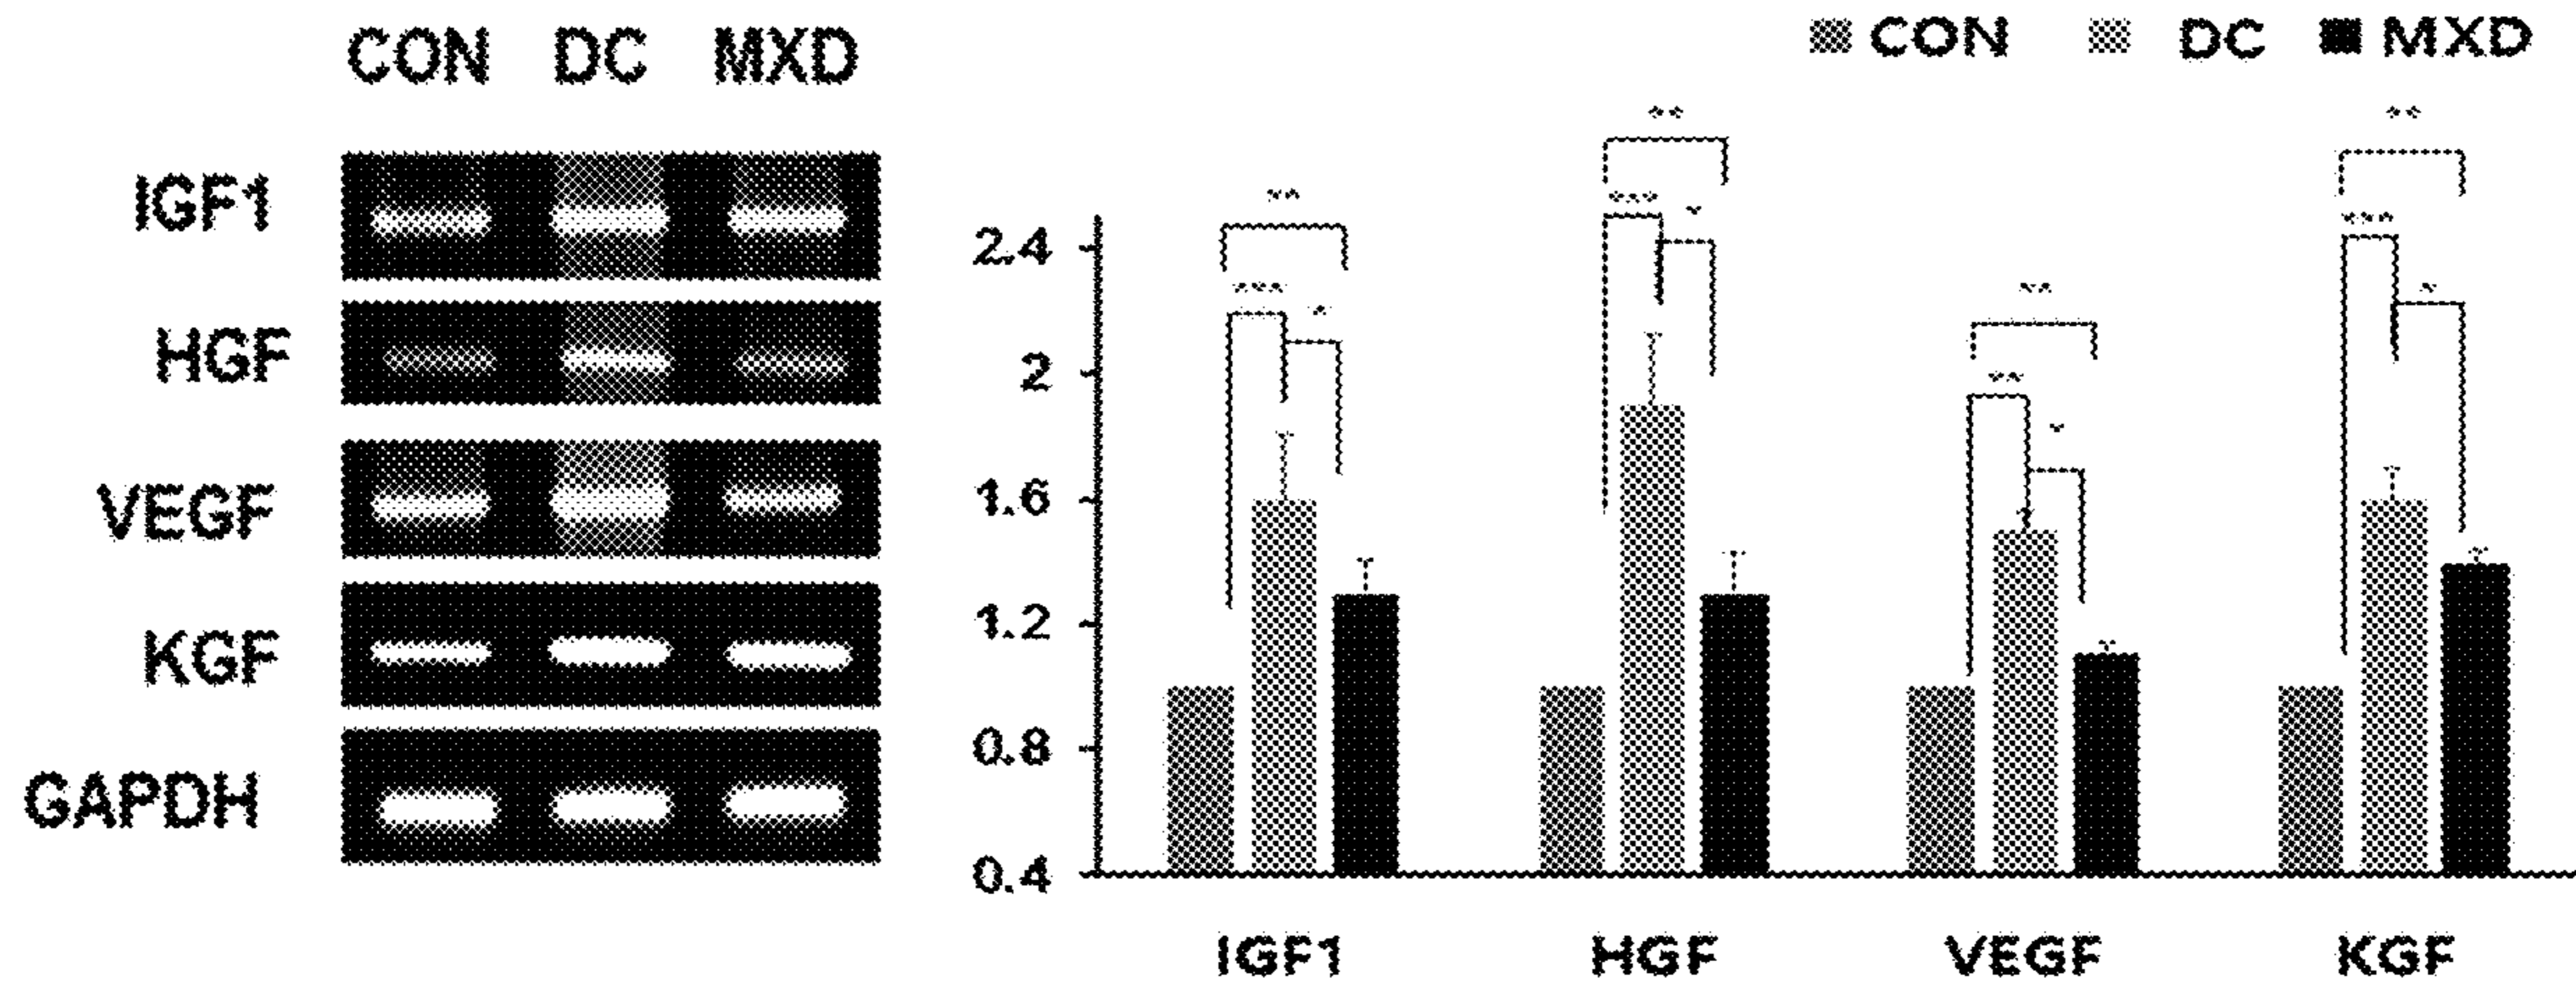 CON DC MXD
IGF1
HGF
VEGF
KGF
GAPDH
CON DC MXD
2.4
2
1.6
1.2
0.8
0.4
** ** ** **
*** * *** * ** * *** *
IGF1 HGF VEGF KGF